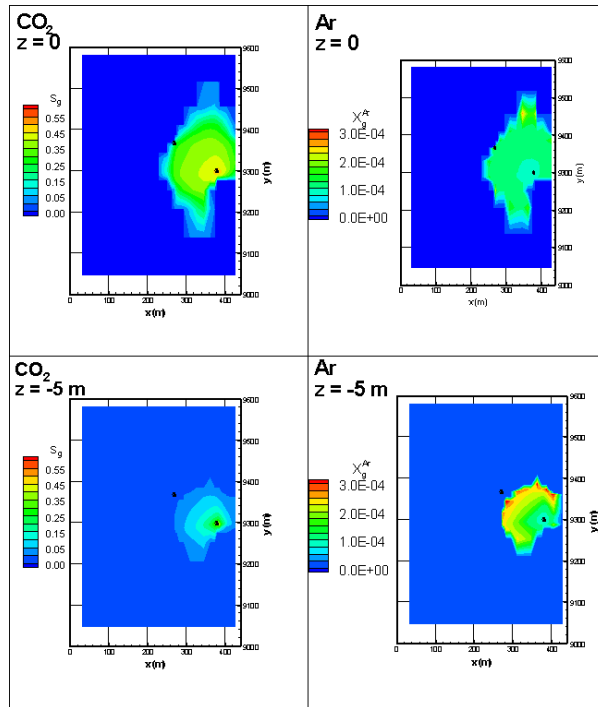 CO2
z = 0
Sg
0.55
0.45
0.35
0.25
0.15
0.05
0.00
9600
9500
9400
9300
9200
9100
9000
y(m)
0 100 200 300 400
x(m)
Ar
z = 0
XgAr
3.0E-04
2.0E-04
1.0E-04
0.0E+00
9600
9500
9400
9300
9200
9100
9000
y(m)
0 100 200 300 400
x(m)
CO2
z = -5 m
Sg
0.55
0.45
0.35
0.25
0.15
0.05
0.00
9600
9500
9400
9300
9200
9100
9000
y(m)
0 100 200 300 400
x(m)
Ar
z = -5 m
XgAr
3.0E-04
2.0E-04
1.0E-04
0.0E+00
9600
9500
9400
9300
9200
9100
9000
y(m)
0 100 200 300 400
x(m)